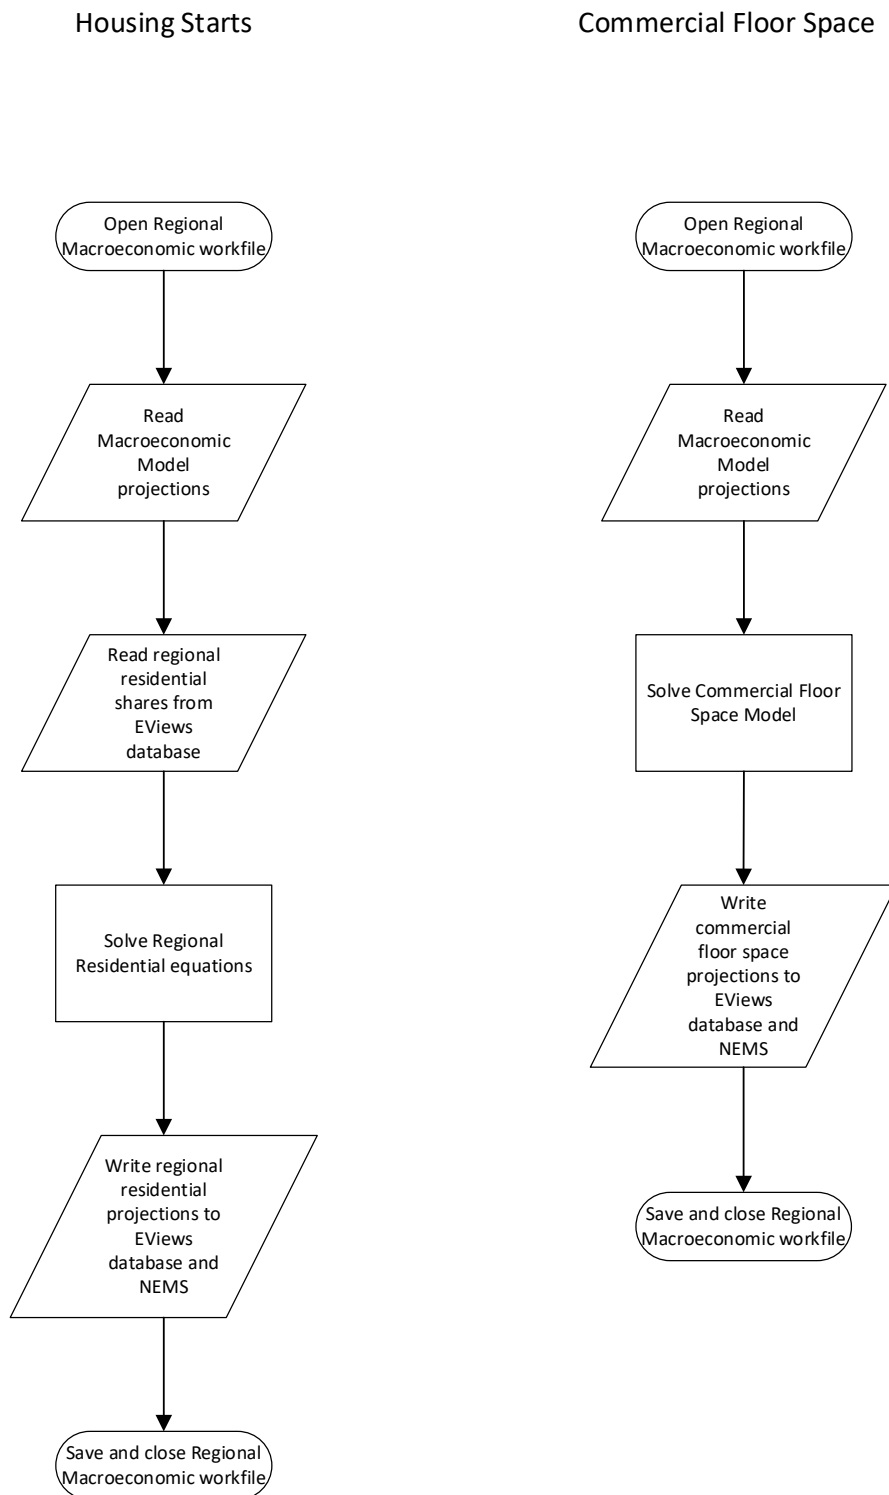 Housing Starts
Commercial Floor Space
Open Regional
Macroeconomic workfile
Read
Macroeconomic
Model
projections
Read regional
residential
shares from
EViews
database
Solve Regional
Residential equations
Write regional
residential
projections to
EViews
database and
NEMS
Save and close Regional
Macroeconomic workfile
Open Regional
Macroeconomic workfile
Read
Macroeconomic
Model
projections
Solve Commercial Floor
Space Model
Write
commercial
floor space
projections to
EViews
database and
NEMS
Save and close Regional
Macroeconomic workfile